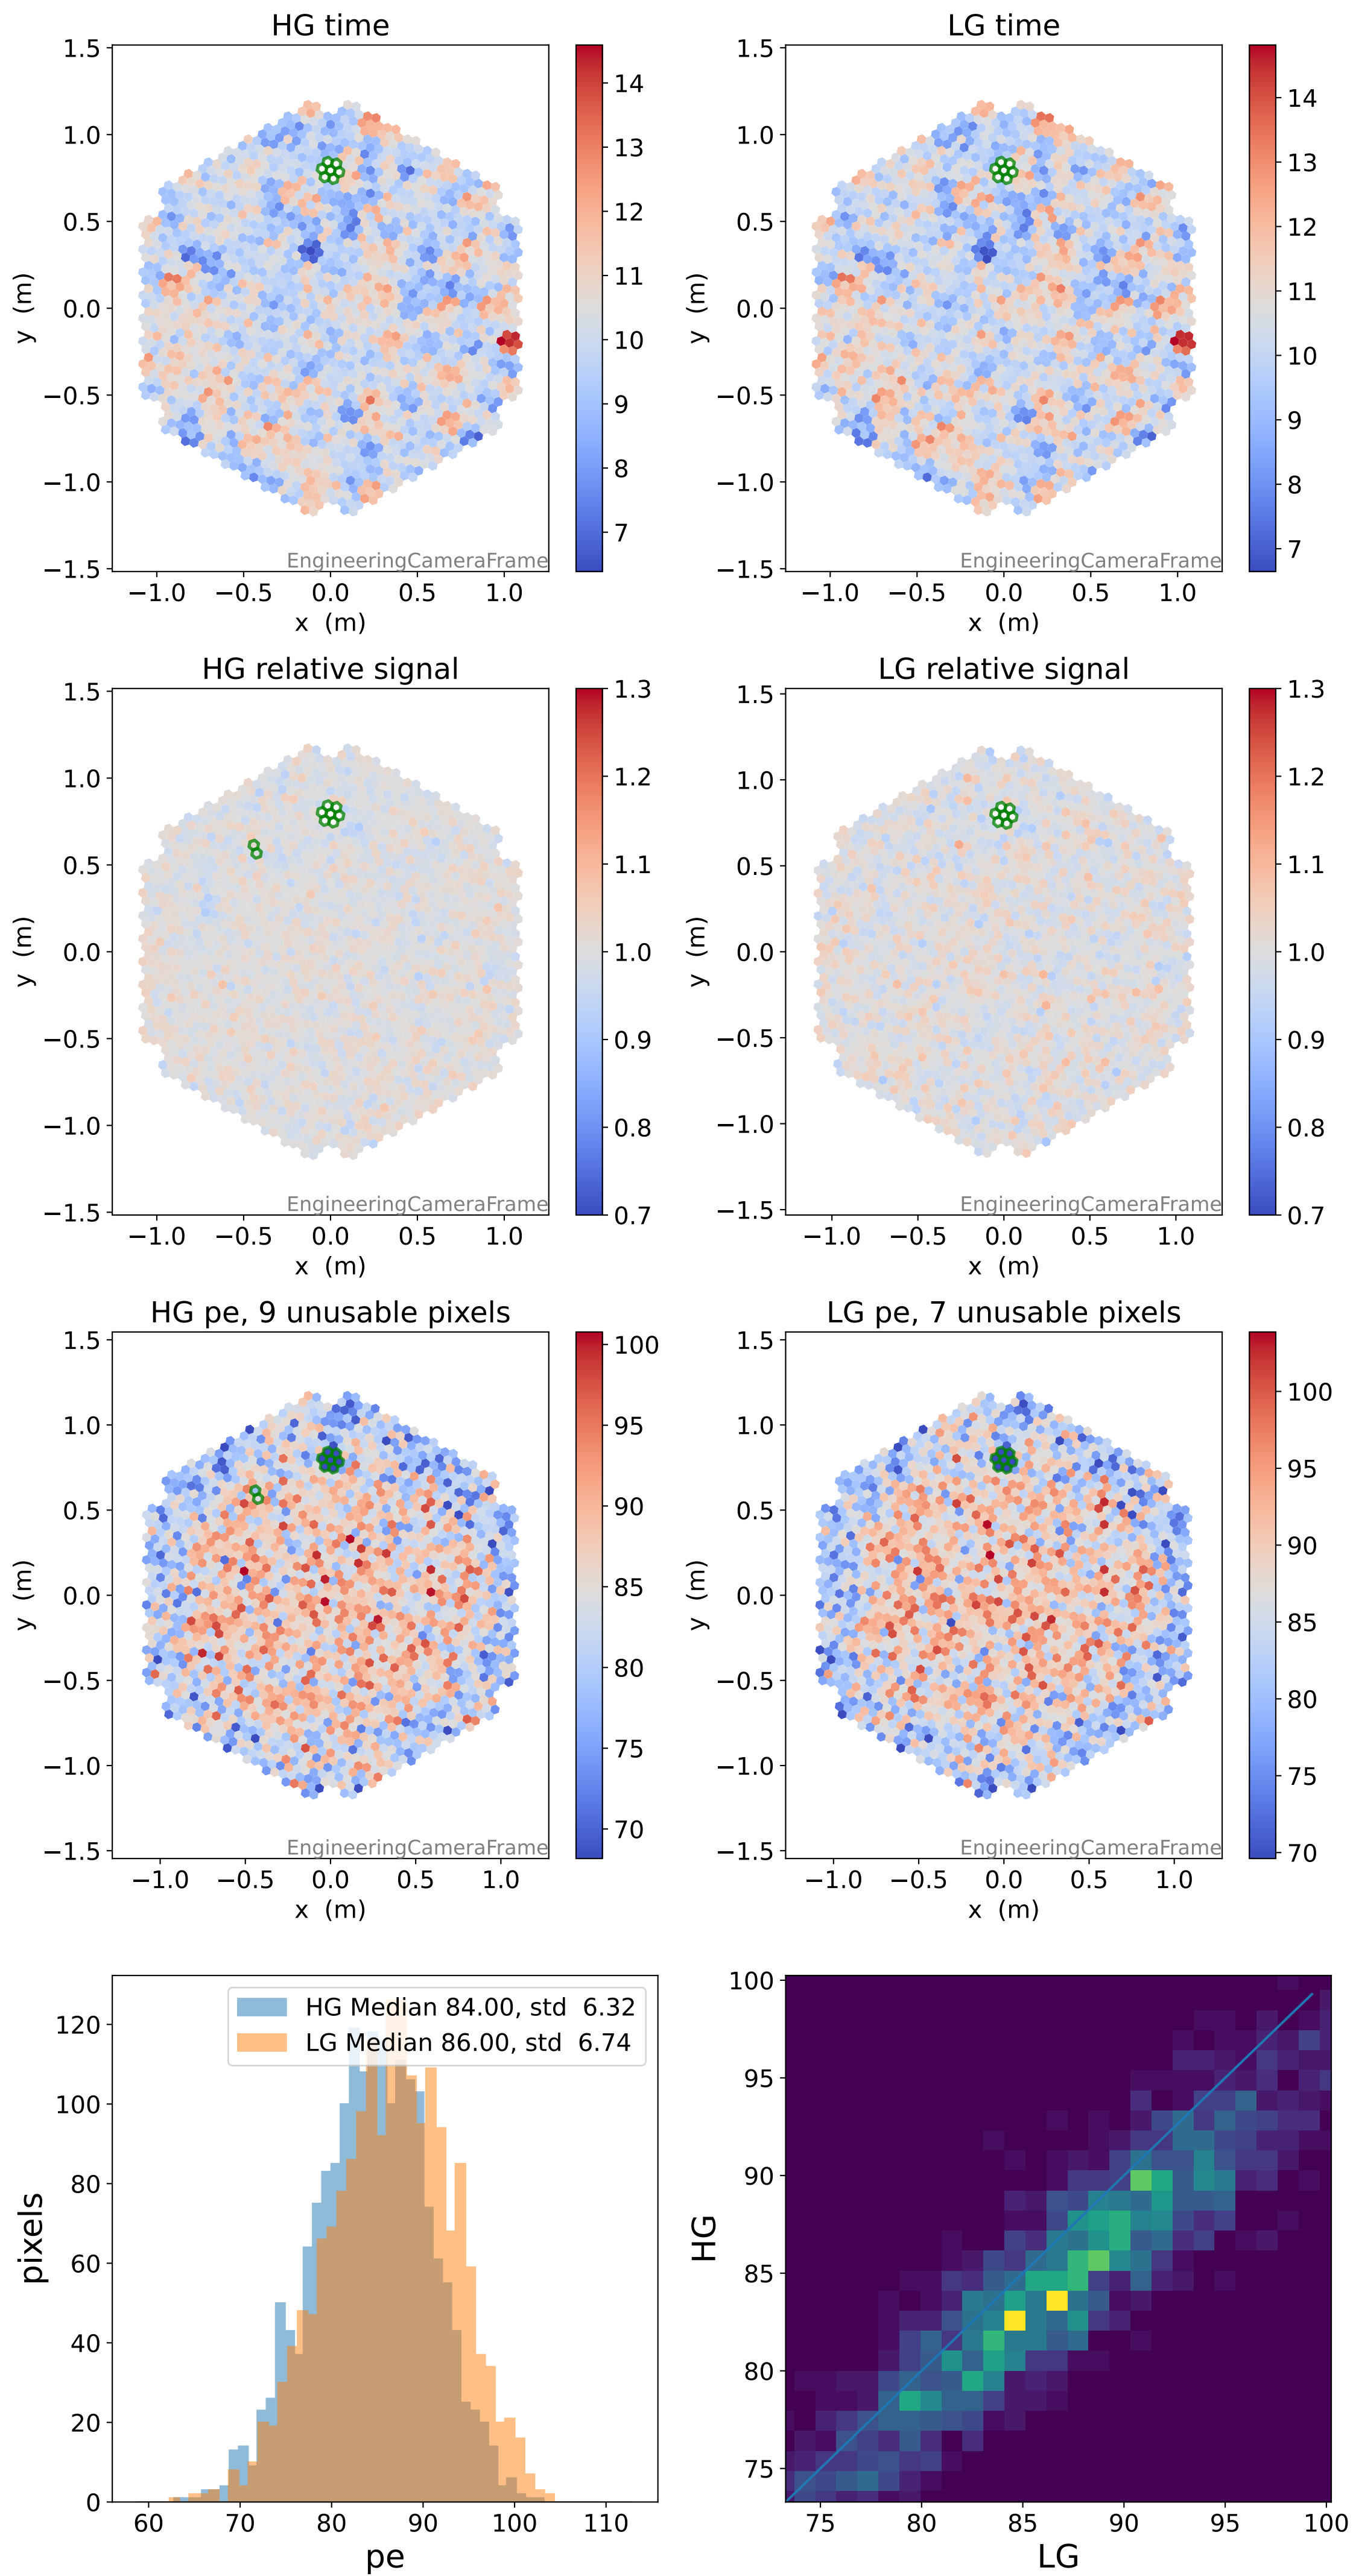 HG time
1.5
1.0
0.5
0.0
−0.5
−1.0
−1.5
y (m)
−1.0 −0.5 0.0 0.5 1.0
x (m)
EngineeringCameraFrame
14
13
12
11
10
9
8
7
LG time
1.5
1.0
0.5
0.0
−0.5
−1.0
−1.5
y (m)
−1.0 −0.5 0.0 0.5 1.0
x (m)
EngineeringCameraFrame
14
13
12
11
10
9
8
7
HG relative signal
1.5
1.0
0.5
0.0
−0.5
−1.0
−1.5
y (m)
−1.0 −0.5 0.0 0.5 1.0
x (m)
EngineeringCameraFrame
1.3
1.2
1.1
1.0
0.9
0.8
0.7
LG relative signal
1.5
1.0
0.5
0.0
−0.5
−1.0
−1.5
y (m)
−1.0 −0.5 0.0 0.5 1.0
x (m)
EngineeringCameraFrame
1.3
1.2
1.1
1.0
0.9
0.8
0.7
HG pe, 9 unusable pixels
1.5
1.0
0.5
0.0
−0.5
−1.0
−1.5
y (m)
−1.0 −0.5 0.0 0.5 1.0
x (m)
EngineeringCameraFrame
100
95
90
85
80
75
70
LG pe, 7 unusable pixels
1.5
1.0
0.5
0.0
−0.5
−1.0
−1.5
y (m)
−1.0 −0.5 0.0 0.5 1.0
x (m)
EngineeringCameraFrame
100
95
90
85
80
75
70
HG Median 84.00, std 6.32
LG Median 86.00, std 6.74
120
100
80
60
40
20
0
pixels
60 70 80 90 100 110
pe
100
95
90
85
80
75
HG
75 80 85 90 95 100
LG